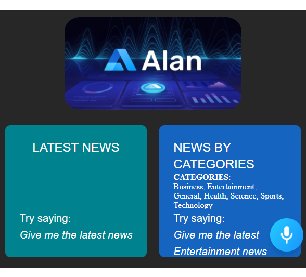 Alan
LATEST NEWS
Try saying:
Give me the latest news
NEWS BY
CATEGORIES
CATEGORIES:
Business, Entertainment,
General, Health, Science, Sports,
Technology
Try saying:
Give me the latest
Entertainment news